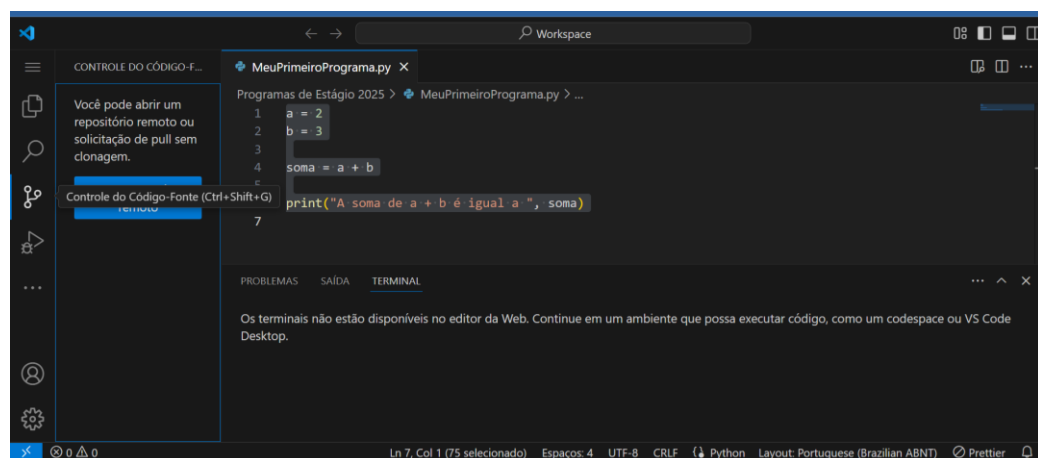 Workspace
CONTROLE DO CÓDIGO-F...
MeuPrimeiroPrograma.py
Você pode abrir um
repositório remoto ou
solicitação de pull sem
clonagem.
remoto
Controle do Código-Fonte (Ctrl+Shift+G)
Programas de Estágio 2025 > MeuPrimeiroPrograma.py > ...
1 a = 2
2 b = 3
3
4 soma = a + b
5
print("A soma de a + b é igual a ", soma)
7
PROBLEMAS SAÍDA TERMINAL
Os terminais não estão disponíveis no editor da Web. Continue em um ambiente que possa executar código, como um codespace ou VS Code
Desktop.
0 0 Ln 7, Col 1 (75 selecionado) Espaços: 4 UTF-8 CRLF Python Layout: Portuguese (Brazilian ABNT) Prettier